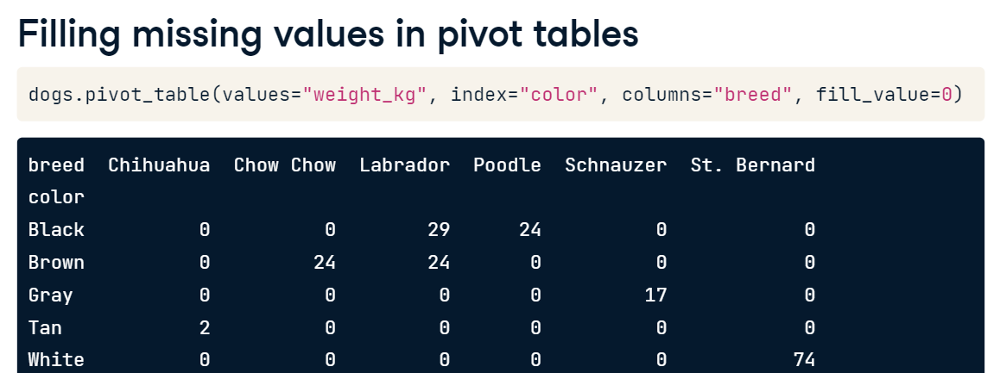 Filling missing values in pivot tables
dogs.pivot_table(values="weight_kg", index="color", columns="breed", fill_value=0)
breed  Chihuahua  Chow Chow  Labrador  Poodle  Schnauzer  St. Bernard
color
Black          0          0        29      24          0            0
Brown          0         24        24       0          0            0
Gray           0          0         0       0         17            0
Tan            2          0         0       0          0            0
White          0          0         0       0          0           74